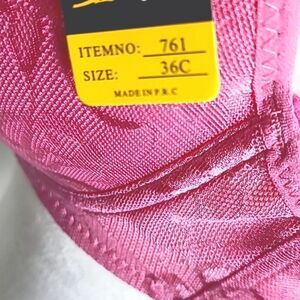 ITEMNO: 761
SIZE: 36C
MADE IN P.R.C